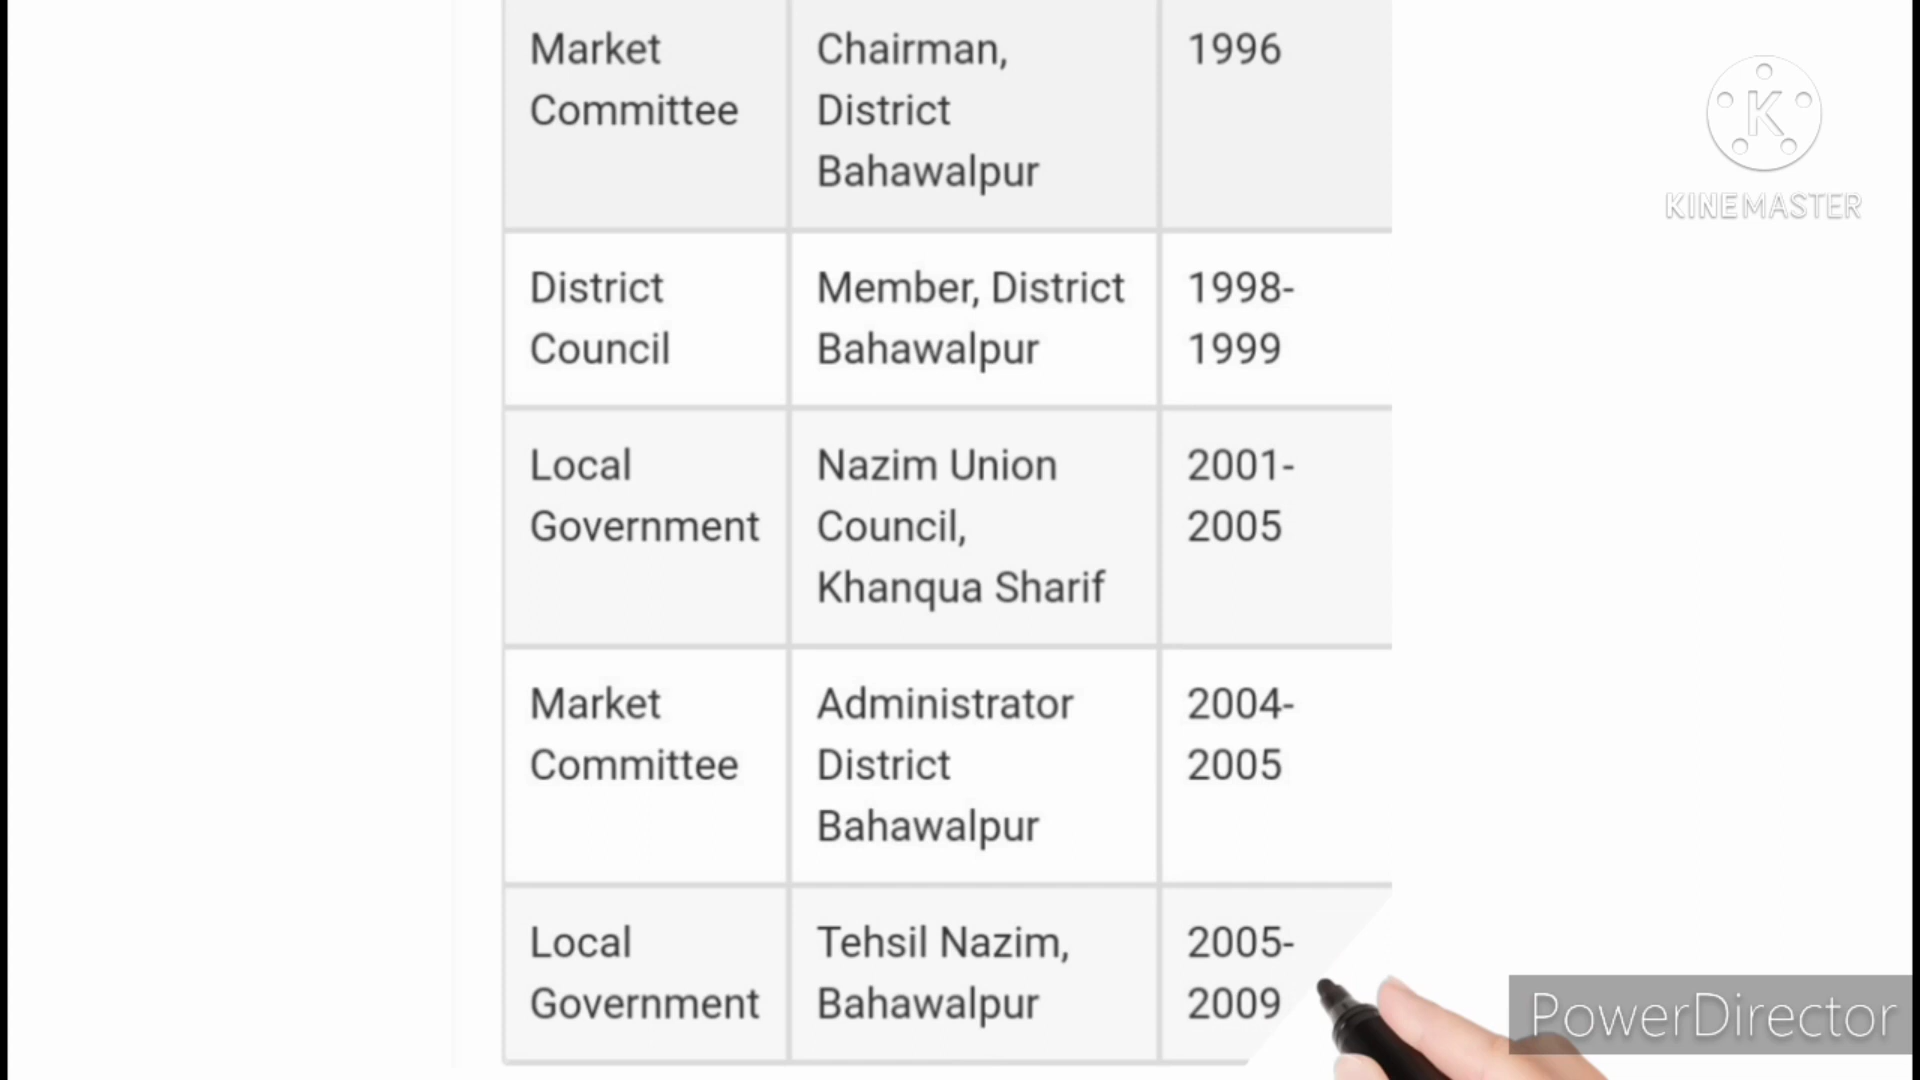 Market
Committee
Chairman,
District
Bahawalpur
1996
District
Council
Member, District
Bahawalpur
1998-
1999
Local
Government
Nazim Union
Council,
Khanqua Sharif
2001-
2005
Market
Committee
Administrator
District
Bahawalpur
2004-
2005
Local
Government
Tehsil Nazim,
Bahawalpur
2005-
2009
K
KINEMASTER
PowerDirector